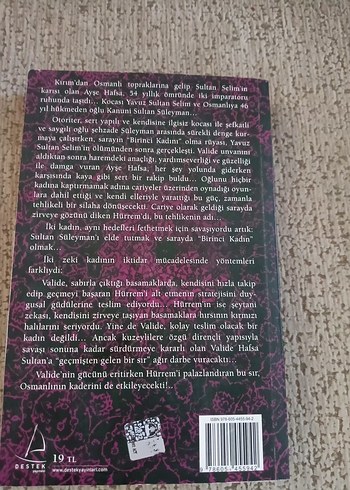 Kırım'dan Osmanlı topraklarına gelip Sultan Selim'in
karısı olan Ayşe Hafsa, 54 yıllık ömründe iki imparatoru
ruhunda taşıdı... Kocası Yavuz Sultan Selim ve Osmanlıya 46
yıl hükmeden oğlu Kanuni Sultan Süleyman...
Otoriter, sert yapılı ve kendisine ilgisiz kocası ile şefkatli
ve saygılı oğlu şehzade Süleyman arasında sürekli denge kur-
maya çalışırken, sarayın "Birinci Kadın" olma rüyası, Yavuz
Sultan Selim'in ölümünden sonra gerçekleşti. Valide unvanını
aldıktan sonra haremdeki anaçlığı, yardımseverliği ve güzelliği
ile damga vuran Ayşe Hafsa, her şey yolunda giderken
karşısında kaya gibi sert bir rakip buldu... Oğlunu hiçbir
kadına kaptırmamak adına cariyeler üzerinden oynadığı oyun-
lara dahil ettiği ve kendi elleriyle yarattığı bu güç, zamanla
tehlikeli bir silaha dönüşecekti. Cariye olarak geldiği sarayda
zirveye gözünü diken Hürrem'di, bu tehlikenin adı...
İki kadın, aynı hedefleri fethetmek için savaşıyordu artık:
Sultan Süleyman'ı elde tutmak ve sarayda "Birinci Kadın"
olmak...
İki zeki kadının iktidar mücadelesinde yöntemleri
farklıydı:
Valide, sabırla çıktığı basamaklarda, kendisini hızla takip
edip geçmeyi başaran Hürrem'i alt etmenin stratejisini duy-
gusal güdülerine teslim ediyordu... Hürrem'in ise şeytani
zekası, kendisini zirveye taşıyan basamaklara hırsının kırmızı
halılarını seriyordu. Yine de Valide, kolay teslim olacak bir
kadın değildi... Ancak kuzeylilere özgü dirençli yapısıyla
savaşı sonuna kadar sürdürmeye kararlı olan Valide Hafsa
Sultan'a "geçmişten gelen bir sır" ağır darbe vuracaktı...
Valide'nin gücünü eritirken Hürrem'i palazlandıran bu sır,
Osmanlının kaderini de etkileyecekti!...
DESTEK
19 TL
www.destekyayinlari.com